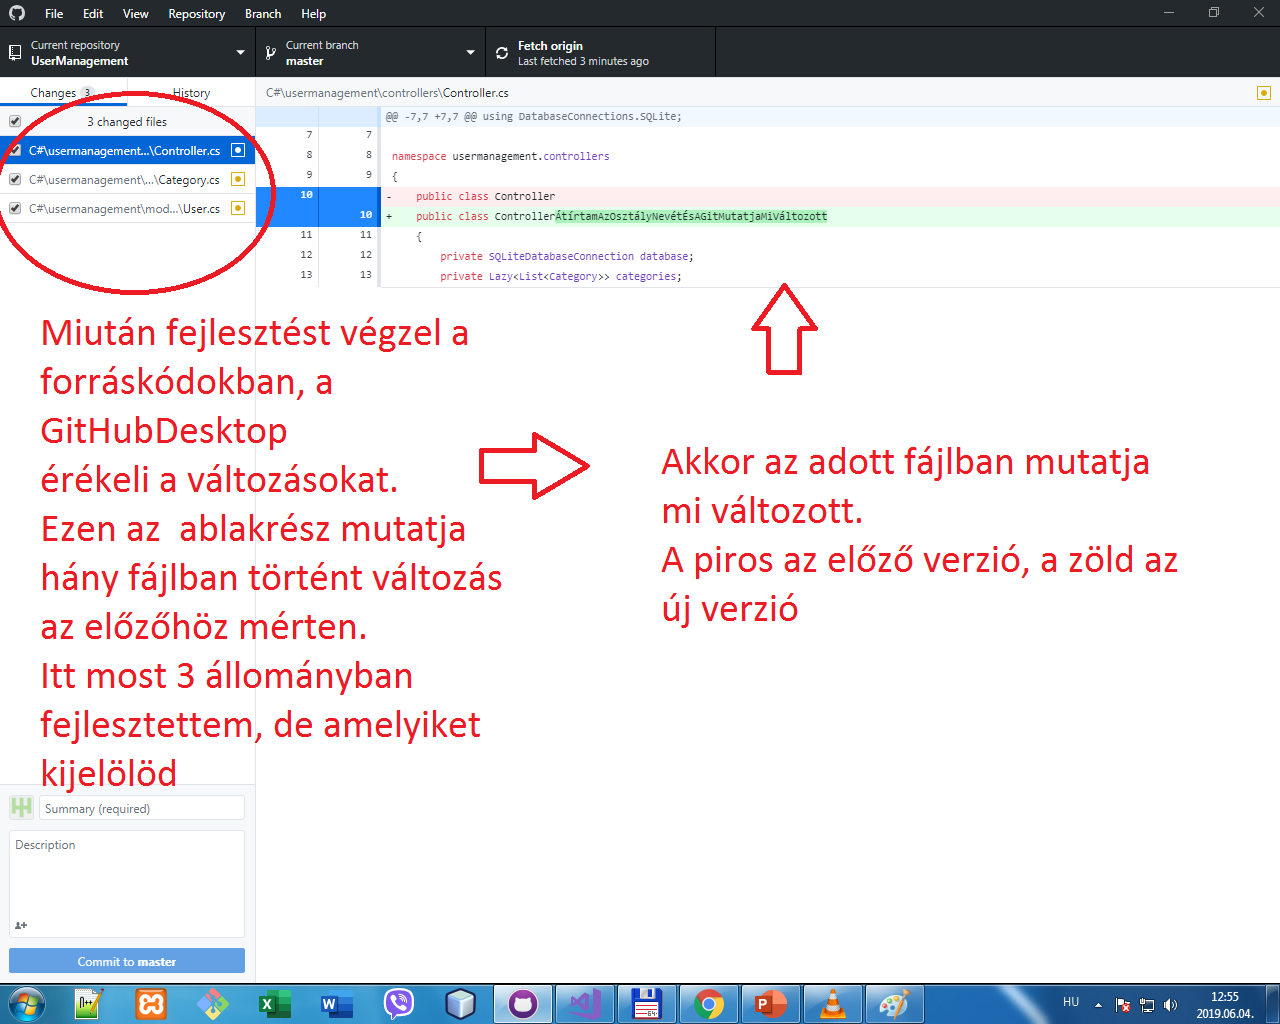 File Edit View Repository Branch Help
Current repository
UserManagement
Current branch
master
Fetch origin
Last fetched 3 minutes ago
Changes 3 History
3 changed files
C#\usermanagement...\Controller.cs
C#\usermanagement\...\Category.cs
C#\usermanagement\mod...\User.cs
C#\usermanagement\controllers\Controller.cs
@@ -7,7 +7,7 @@ using DatabaseConnections.SQLite;
7 7
8 8 namespace usermanagement.controllers
9 9 {
10 - public class Controller
10 + public class ControllerÁtírtamAzOsztályNevétÉsAGitMutatjaMiVáltozott
11 11 {
12 12 private SQLiteDatabaseConnection database;
13 13 private Lazy<List<Category>> categories;
Miután fejlesztést végzel a
forráskódokban, a
GitHubDesktop
érékeli a változásokat.
Ezen az ablakrész mutatja
hány fájlban történt változás
az előzőhöz mérten.
Itt most 3 állományban
fejlesztettem, de amelyiket
kijelölöd
Akkor az adott fájlban mutatja
mi változott.
A piros az előző verzió, a zöld az
új verzió
Summary (required)
Description
Commit to master
HU
12:55
2019.06.04.